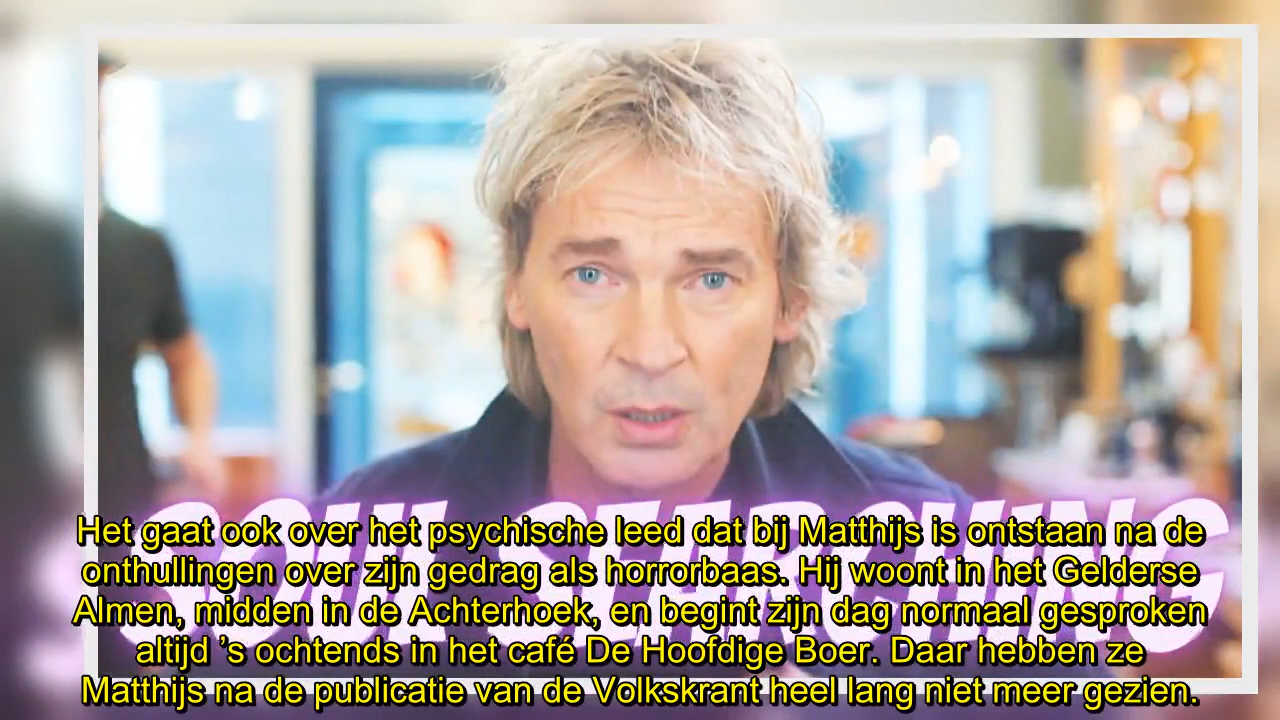 SOUL SEARCHING
Het gaat ook over het psychische leed dat bij Matthijs is ontstaan na de
onthullingen over zijn gedrag als horrorbaas. Hij woont in het Gelderse
Almen, midden in de Achterhoek, en begint zijn dag normaal gesproken
altijd ’s ochtends in het café De Hoofdige Boer. Daar hebben ze
Matthijs na de publicatie van de Volkskrant heel lang niet meer gezien.